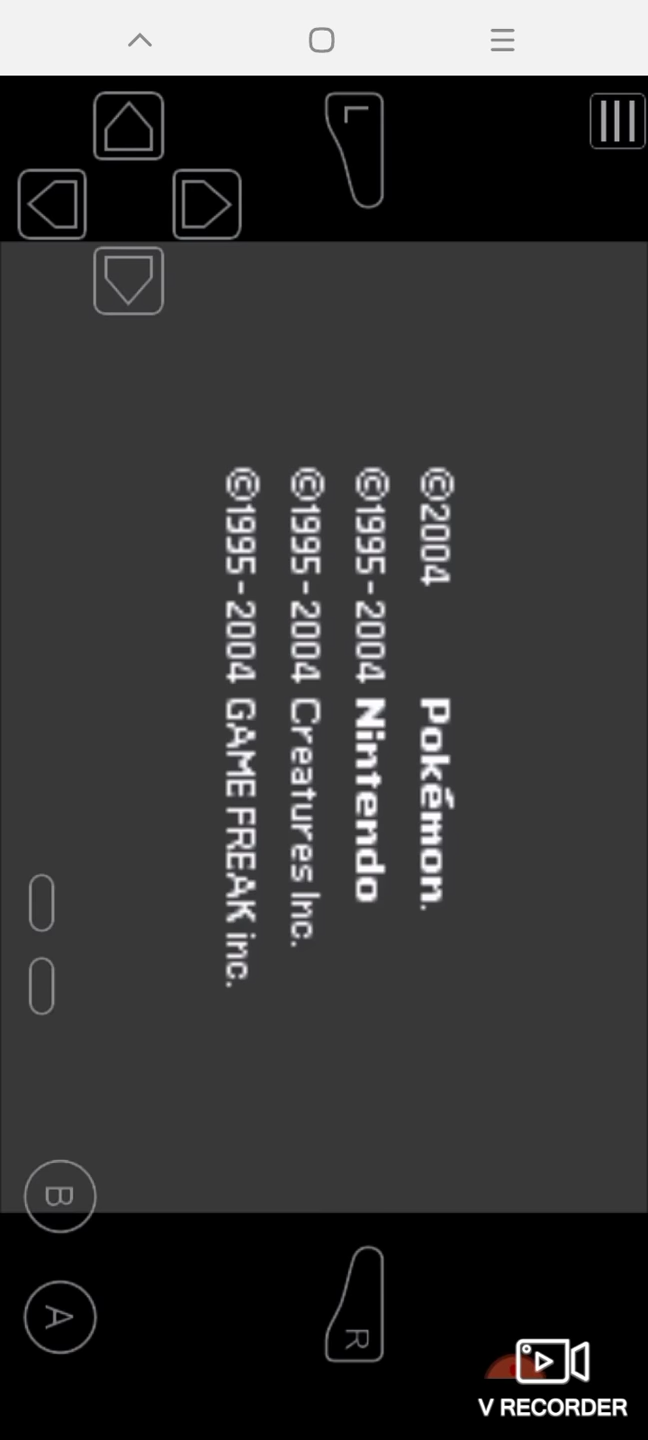 L
©2004 Pokémon.
©1995-2004 Nintendo
©1995-2004 Creatures Inc.
©1995-2004 GAME FREAK inc.
B
A
R
V RECORDER